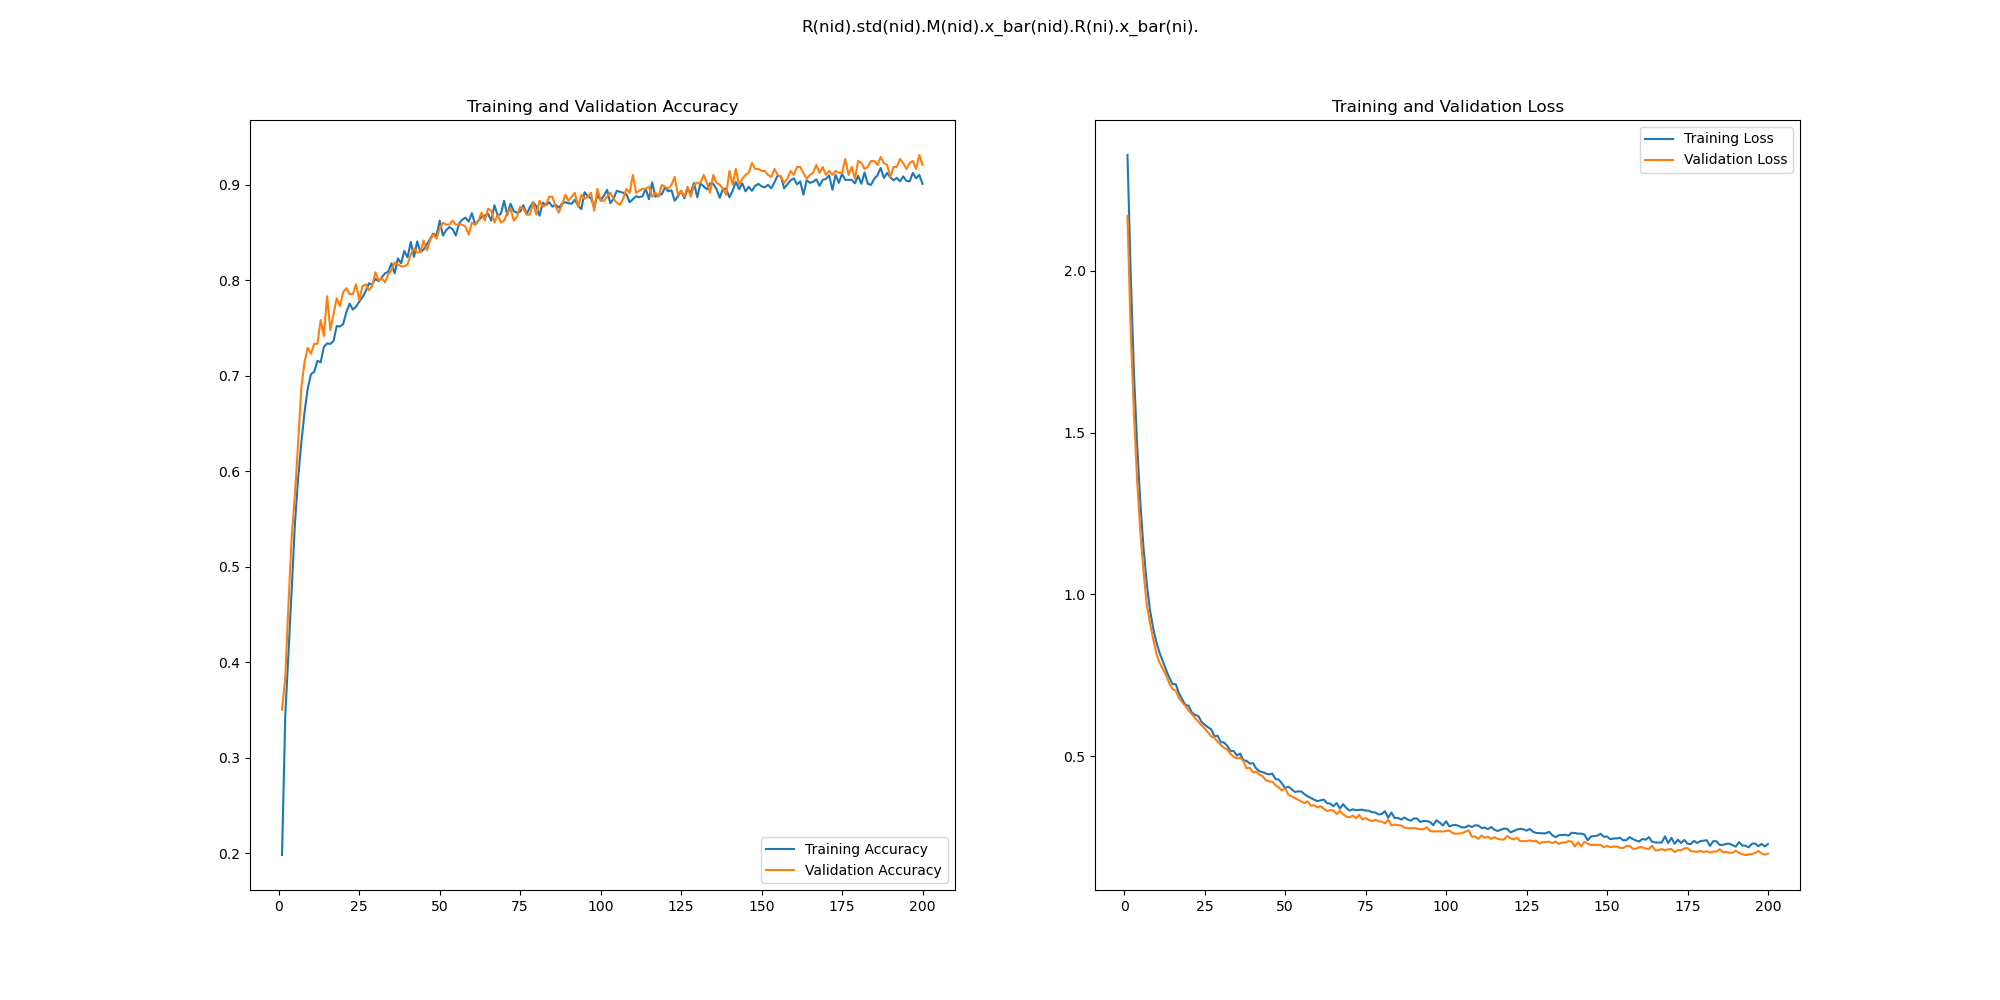 R(nid).std(nid).M(nid).x_bar(nid).R(ni).x_bar(ni).
Training and Validation Accuracy
0.9
0.8
0.7
0.6
0.5
0.4
0.3
0.2
Training Accuracy
Validation Accuracy
0 25 50 75 100 125 150 175 200
Training and Validation Loss
Training Loss
Validation Loss
2.0
1.5
1.0
0.5
0 25 50 75 100 125 150 175 200